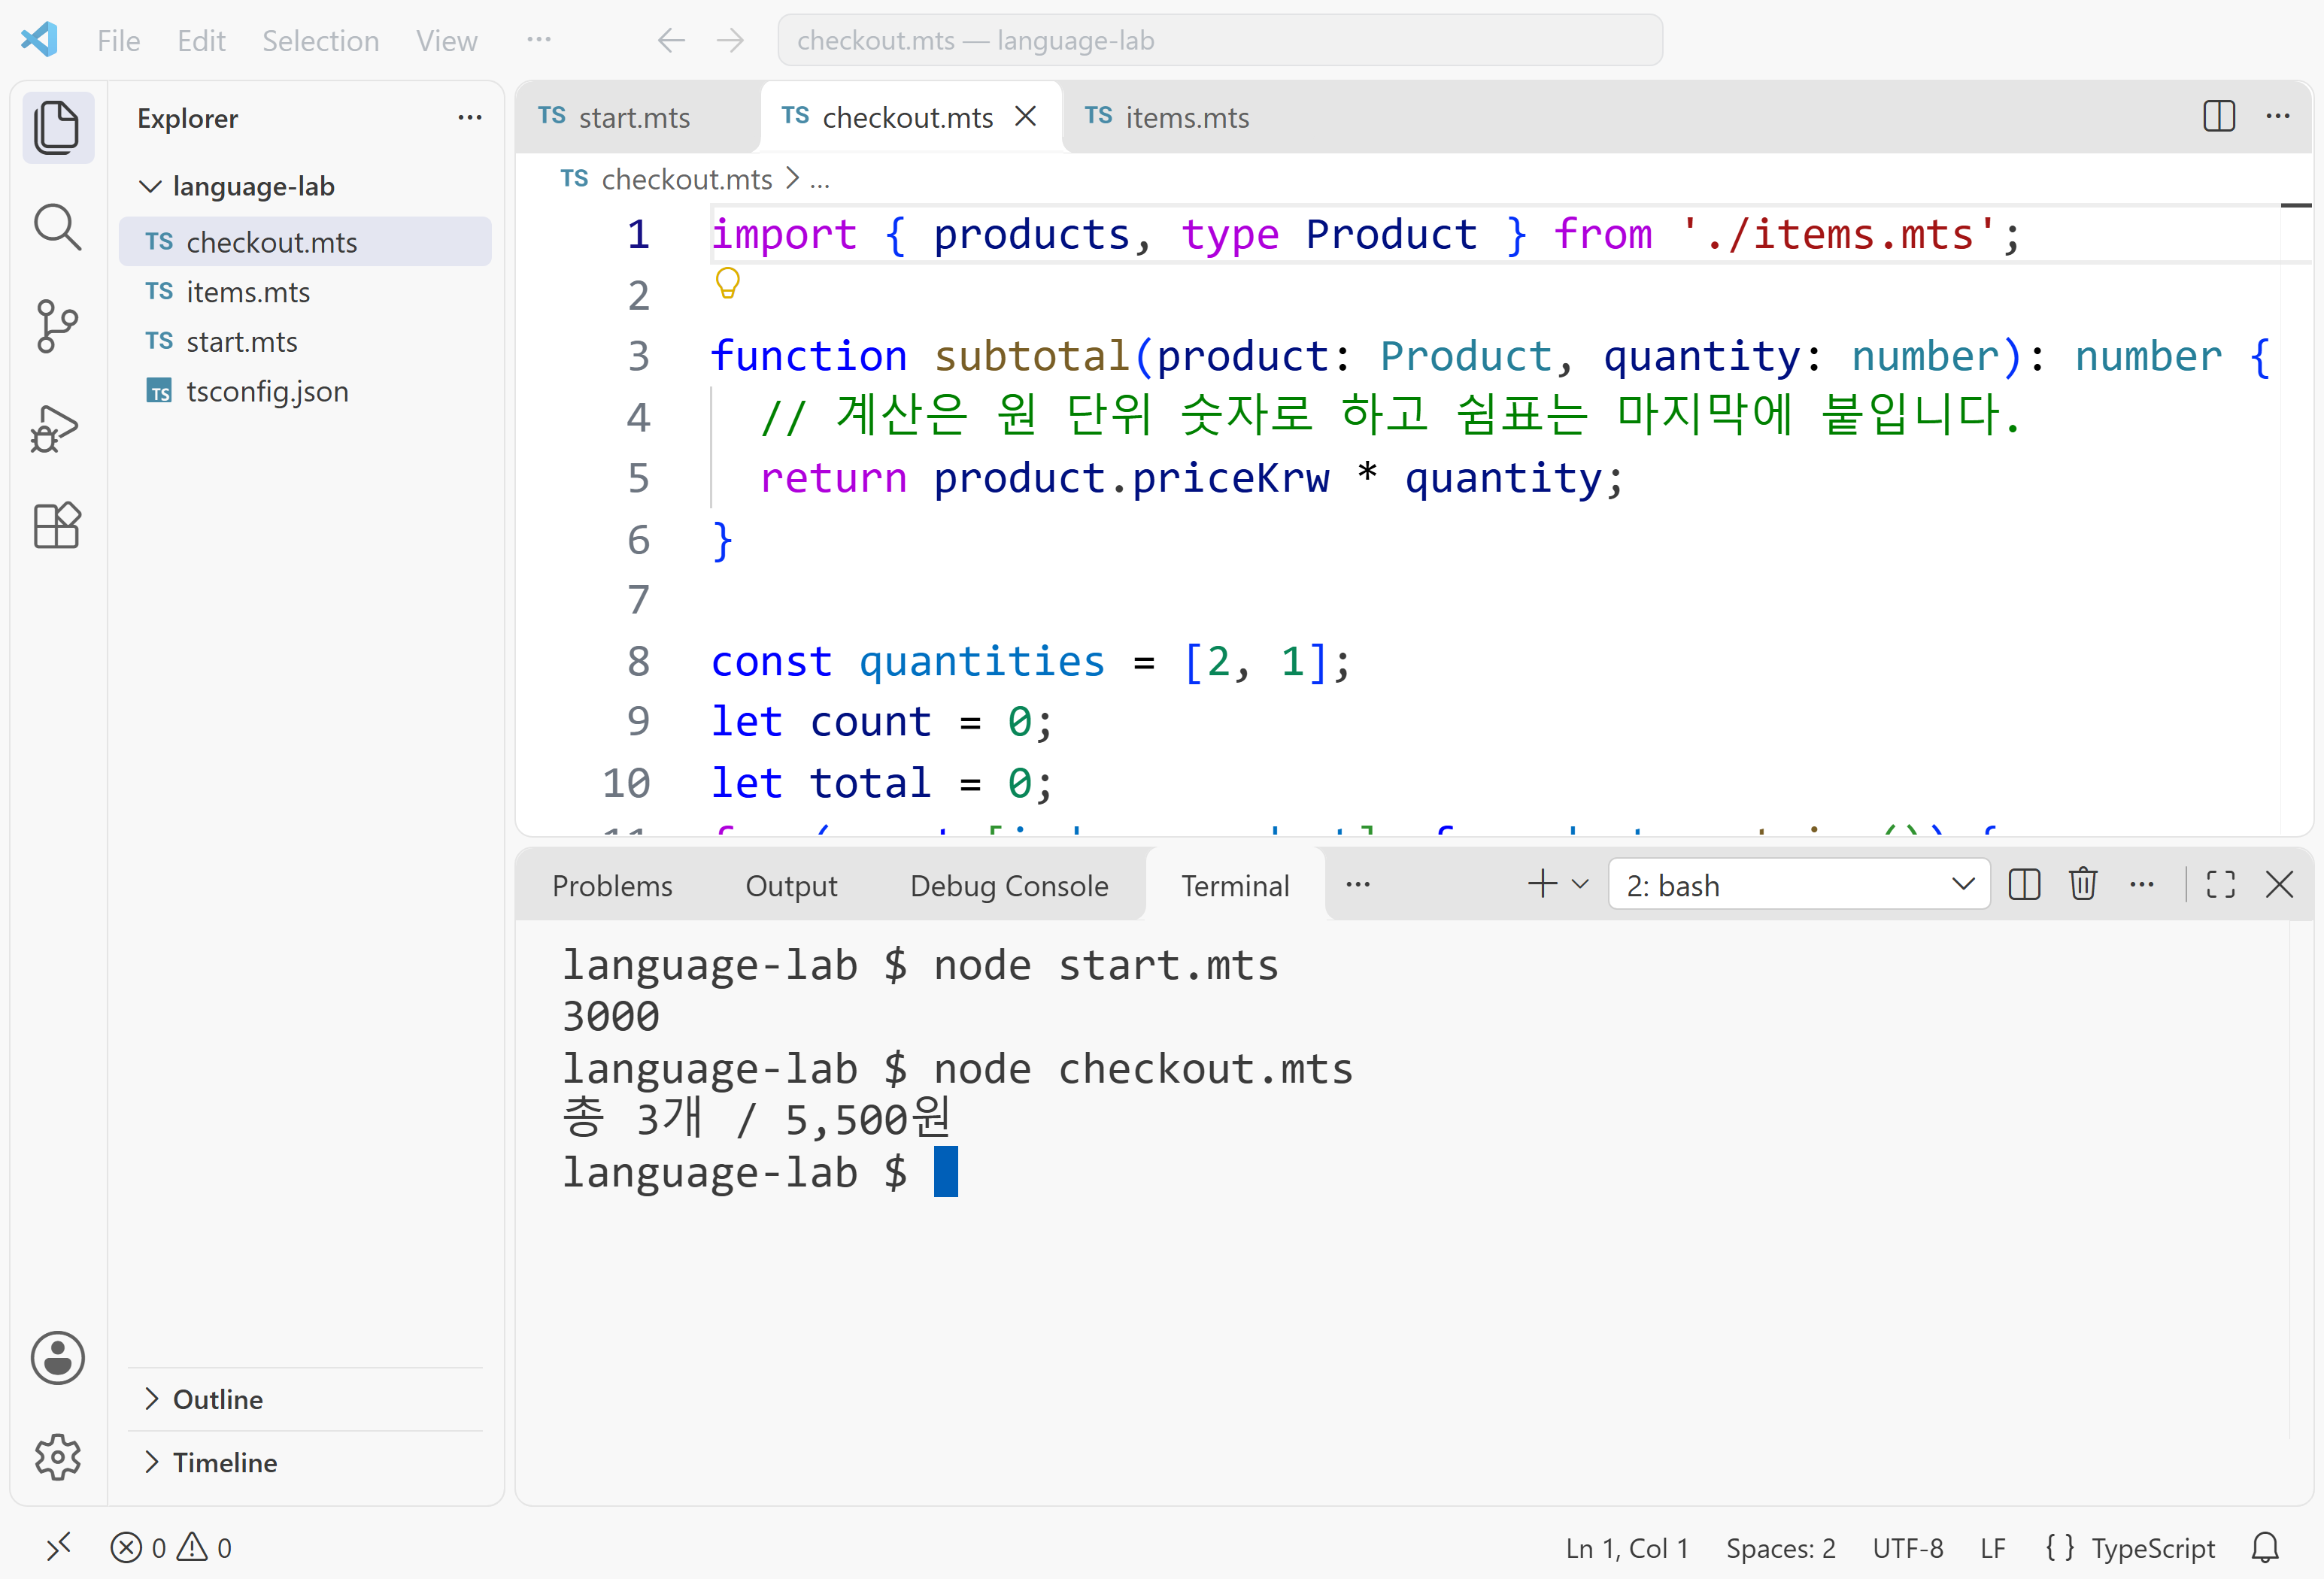 File Edit Selection View ··· checkout.mts — language-lab
Explorer ···
language-lab
TS checkout.mts
TS items.mts
TS start.mts
TS tsconfig.json
Outline
Timeline
TS start.mts TS checkout.mts TS items.mts
TS checkout.mts > ...
1 import { products, type Product } from './items.mts';
2
3 function subtotal(product: Product, quantity: number): number {
4 // 계산은 원 단위 숫자로 하고 쉼표는 마지막에 붙입니다.
5 return product.priceKrw * quantity;
6 }
7
8 const quantities = [2, 1];
9 let count = 0;
10 let total = 0;
Problems Output Debug Console Terminal ··· 2: bash
language-lab $ node start.mts
3000
language-lab $ node checkout.mts
총 3개 / 5,500원
language-lab $
0 0 Ln 1, Col 1 Spaces: 2 UTF-8 LF { } TypeScript